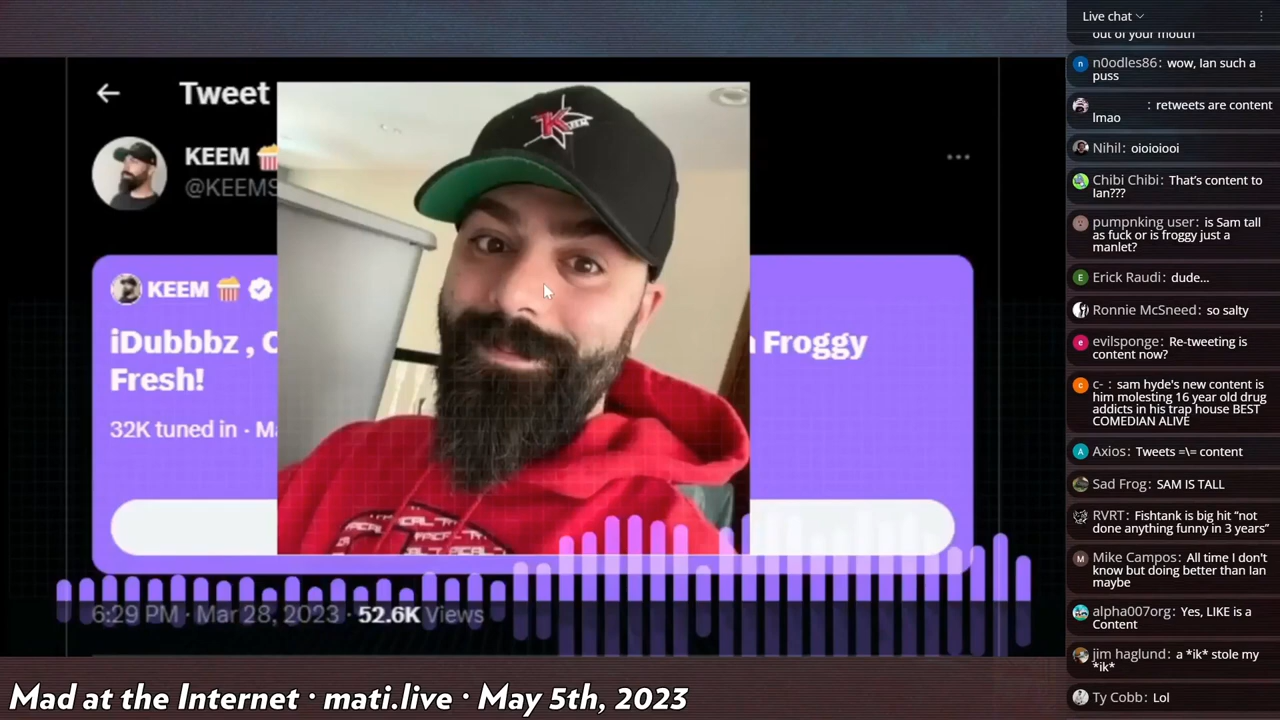 Live chat
out of your mouth
n0odles86: wow, Ian such a
puss
: retweets are content
lmao
Nihil: oioioiooi
Chibi Chibi: That's content to
Ian???
pumpnking user: is Sam tall
as fuck or is froggy just a
manlet?
Erick Raudi: dude...
Ronnie McSneed: so salty
evilsponge: Re-tweeting is
content now?
c- : sam hyde's new content is
him molesting 16 year old drug
addicts in his trap house BEST
COMEDIAN ALIVE
Axios: Tweets =\= content
Sad Frog: SAM IS TALL
RVRT: Fishtank is big hit “not
done anything funny in 3 years”
Mike Campos: All time I don't
know but doing better than Ian
maybe
alpha007org: Yes, LIKE is a
Content
jim haglund: a *ik* stole my
*ik*
Ty Cobb: Lol
Tweet
KEEM 🍿
@KEEMS
KEEM 🍿
iDubbbz , C
Froggy
Fresh!
32K tuned in · Ma
6:29 PM · Mar 28, 2023 · 52.6K Views
Mad at the Internet · mati.live · May 5th, 2023